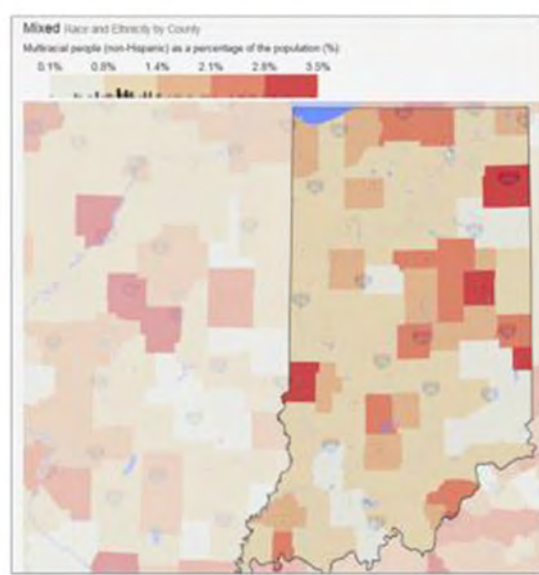 Mixed Race and Ethnicity by County
Multiracial people (non-Hispanic) as a percentage of the population (%):
0.1% 0.8% 1.4% 2.1% 2.8% 3.5%